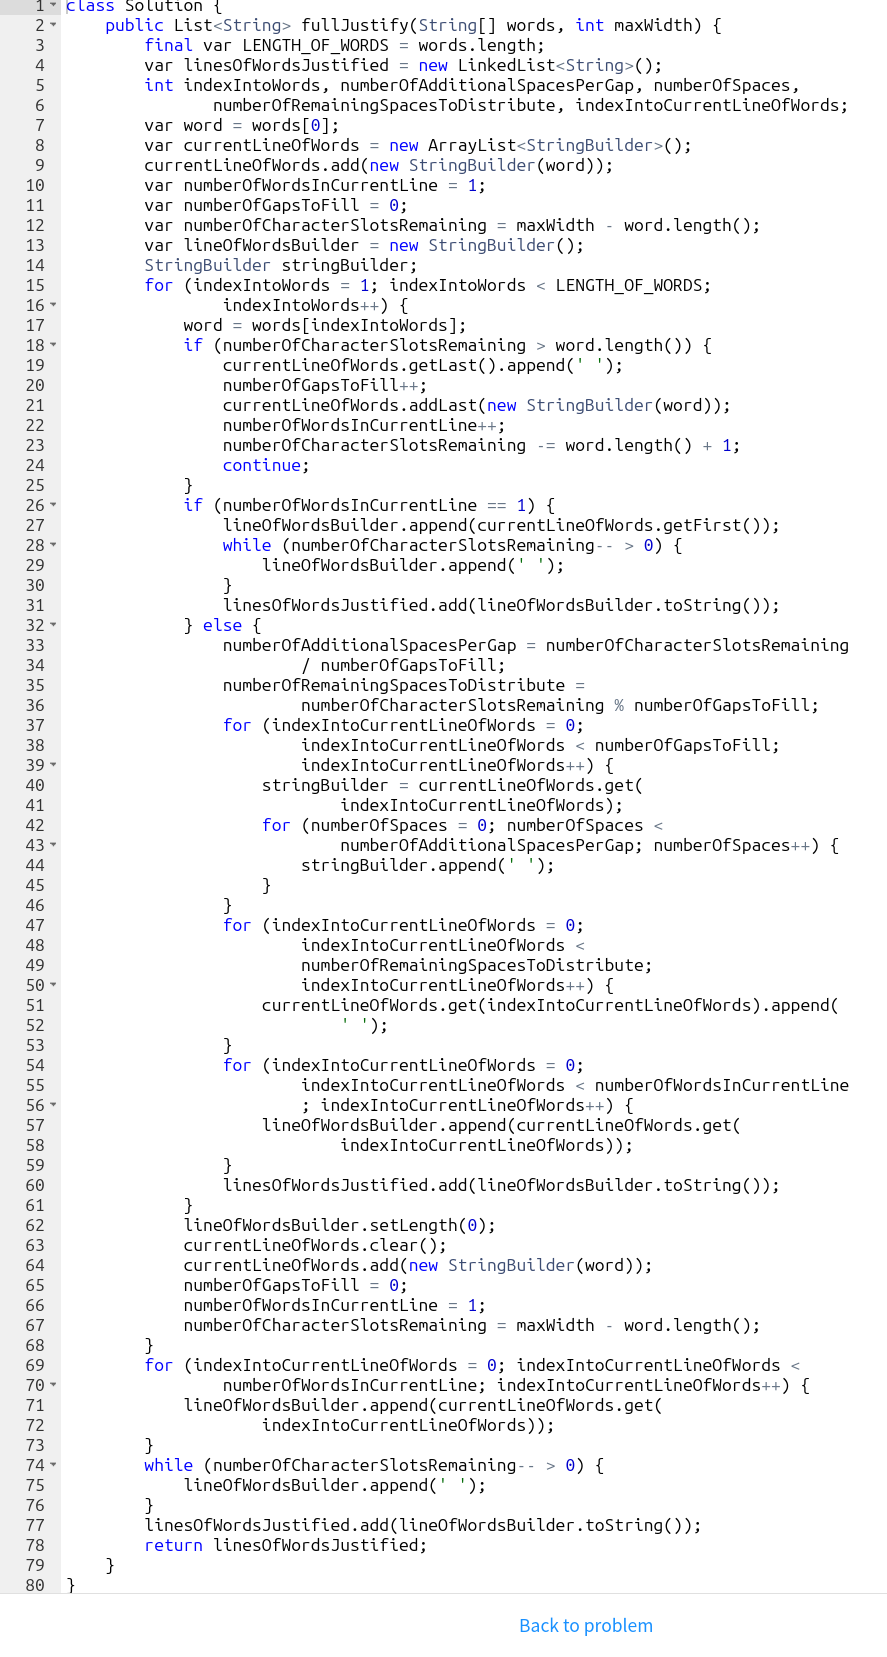 1 class Solution {
2     public List<String> fullJustify(String[] words, int maxWidth) {
3         final var LENGTH_OF_WORDS = words.length;
4         var linesOfWordsJustified = new LinkedList<String>();
5         int indexIntoWords, numberOfAdditionalSpacesPerGap, numberOfSpaces,
6                numberOfRemainingSpacesToDistribute, indexIntoCurrentLineOfWords;
7         var word = words[0];
8         var currentLineOfWords = new ArrayList<StringBuilder>();
9         currentLineOfWords.add(new StringBuilder(word));
10         var numberOfWordsInCurrentLine = 1;
11         var numberOfGapsToFill = 0;
12         var numberOfCharacterSlotsRemaining = maxWidth - word.length();
13         var lineOfWordsBuilder = new StringBuilder();
14         StringBuilder stringBuilder;
15         for (indexIntoWords = 1; indexIntoWords < LENGTH_OF_WORDS;
16                 indexIntoWords++) {
17             word = words[indexIntoWords];
18             if (numberOfCharacterSlotsRemaining > word.length()) {
19                 currentLineOfWords.getLast().append(' ');
20                 numberOfGapsToFill++;
21                 currentLineOfWords.addLast(new StringBuilder(word));
22                 numberOfWordsInCurrentLine++;
23                 numberOfCharacterSlotsRemaining -= word.length() + 1;
24                 continue;
25             }
26             if (numberOfWordsInCurrentLine == 1) {
27                 lineOfWordsBuilder.append(currentLineOfWords.getFirst());
28                 while (numberOfCharacterSlotsRemaining-- > 0) {
29                     lineOfWordsBuilder.append(' ');
30                 }
31                 linesOfWordsJustified.add(lineOfWordsBuilder.toString());
32             } else {
33                 numberOfAdditionalSpacesPerGap = numberOfCharacterSlotsRemaining
34                         / numberOfGapsToFill;
35                 numberOfRemainingSpacesToDistribute =
36                         numberOfCharacterSlotsRemaining % numberOfGapsToFill;
37                 for (indexIntoCurrentLineOfWords = 0;
38                         indexIntoCurrentLineOfWords < numberOfGapsToFill;
39                         indexIntoCurrentLineOfWords++) {
40                     stringBuilder = currentLineOfWords.get(
41                             indexIntoCurrentLineOfWords);
42                     for (numberOfSpaces = 0; numberOfSpaces <
43                             numberOfAdditionalSpacesPerGap; numberOfSpaces++) {
44                         stringBuilder.append(' ');
45                     }
46                 }
47                 for (indexIntoCurrentLineOfWords = 0;
48                         indexIntoCurrentLineOfWords <
49                         numberOfRemainingSpacesToDistribute;
50                         indexIntoCurrentLineOfWords++) {
51                     currentLineOfWords.get(indexIntoCurrentLineOfWords).append(
52                             ' ');
53                 }
54                 for (indexIntoCurrentLineOfWords = 0;
55                         indexIntoCurrentLineOfWords < numberOfWordsInCurrentLine
56                         ; indexIntoCurrentLineOfWords++) {
57                     lineOfWordsBuilder.append(currentLineOfWords.get(
58                             indexIntoCurrentLineOfWords));
59                 }
60                 linesOfWordsJustified.add(lineOfWordsBuilder.toString());
61             }
62             lineOfWordsBuilder.setLength(0);
63             currentLineOfWords.clear();
64             currentLineOfWords.add(new StringBuilder(word));
65             numberOfGapsToFill = 0;
66             numberOfWordsInCurrentLine = 1;
67             numberOfCharacterSlotsRemaining = maxWidth - word.length();
68         }
69         for (indexIntoCurrentLineOfWords = 0; indexIntoCurrentLineOfWords <
70                 numberOfWordsInCurrentLine; indexIntoCurrentLineOfWords++) {
71             lineOfWordsBuilder.append(currentLineOfWords.get(
72                     indexIntoCurrentLineOfWords));
73         }
74         while (numberOfCharacterSlotsRemaining-- > 0) {
75             lineOfWordsBuilder.append(' ');
76         }
77         linesOfWordsJustified.add(lineOfWordsBuilder.toString());
78         return linesOfWordsJustified;
79     }
80 }
Back to problem